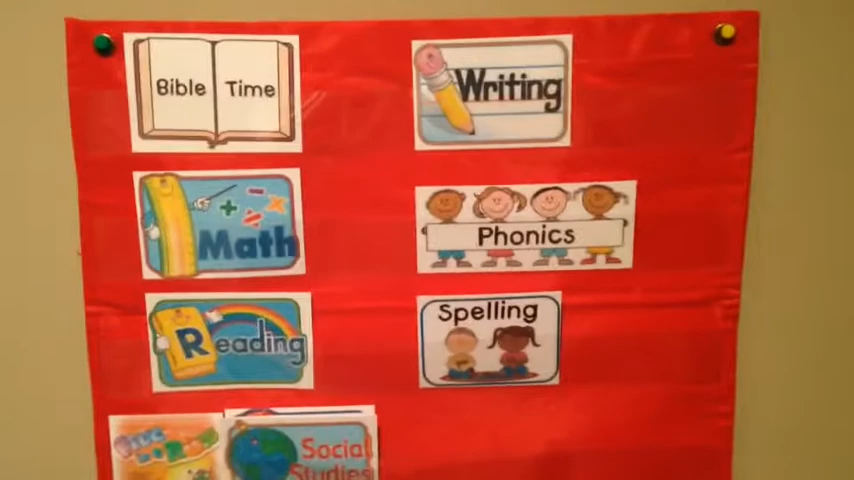 Bible Time
Writing
Math
Phonics
Reading
Spelling
Social
Studies